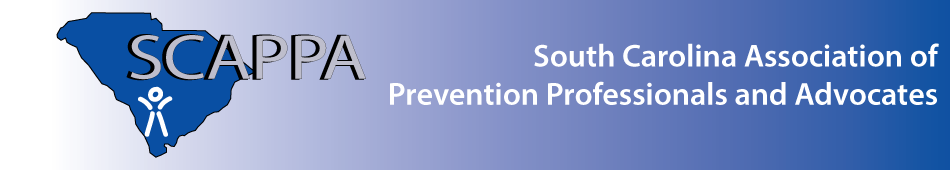 SCAPPA
South Carolina Association of
Prevention Professionals and Advocates